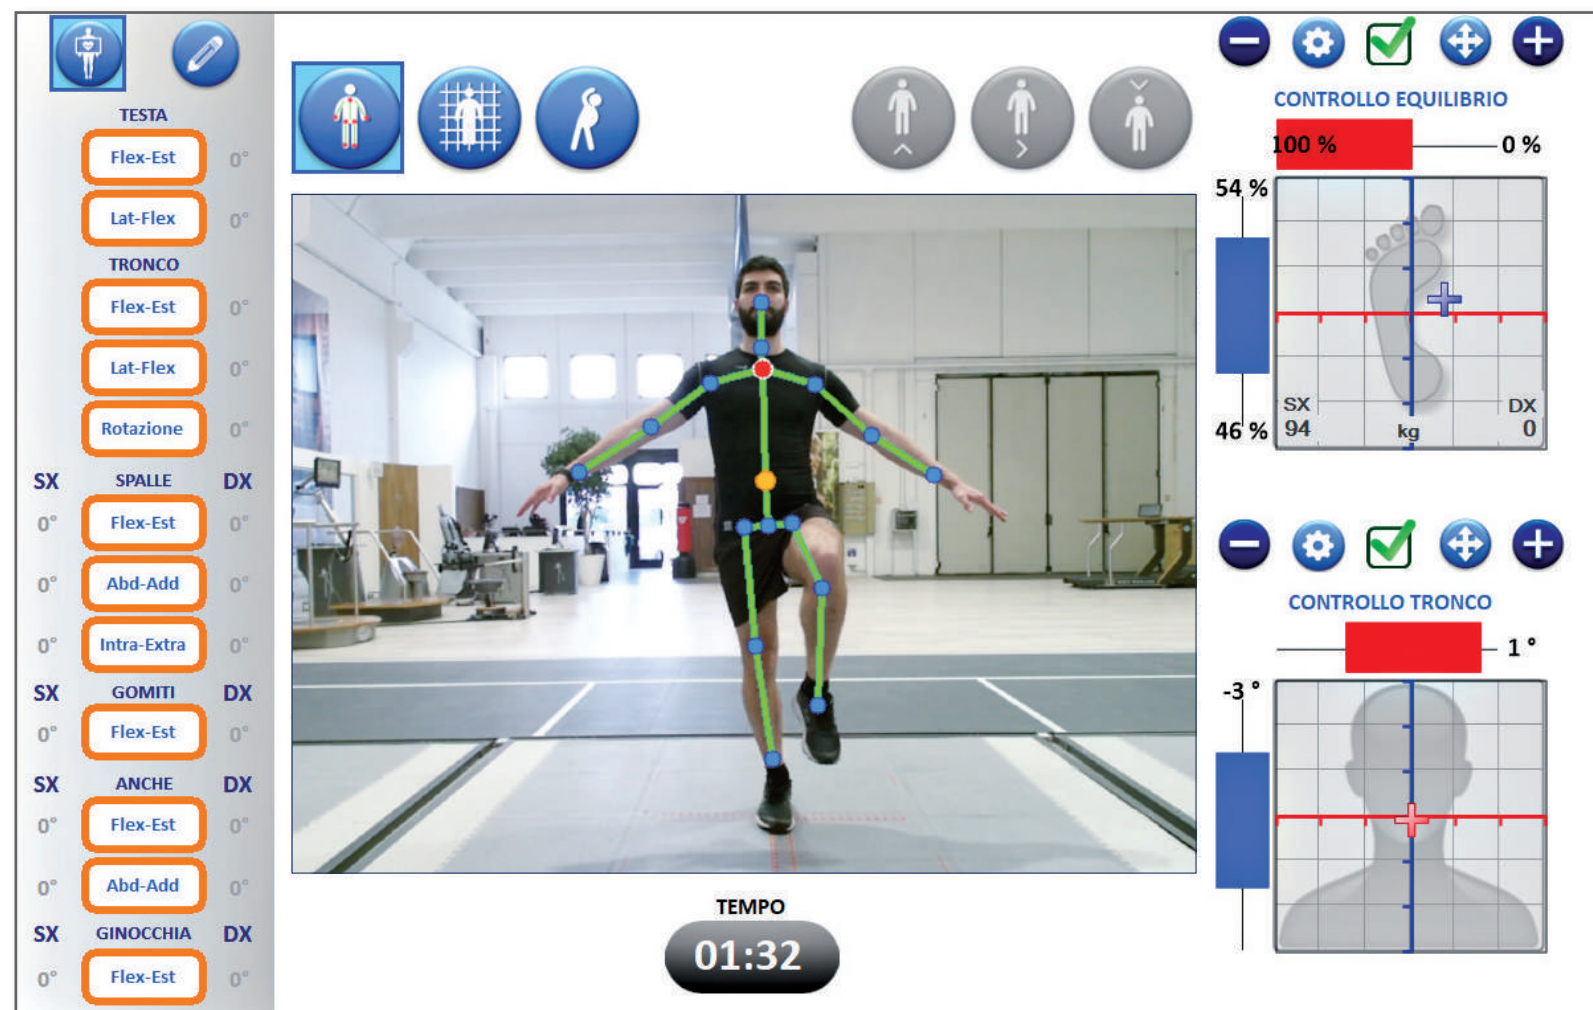 TESTA
Flex-Est 0°
Lat-Flex 0°
TRONCO
Flex-Est 0°
Lat-Flex 0°
Rotazione 0°
SX SPALLE DX
0° Flex-Est 0°
0° Abd-Add 0°
0° Intra-Extra 0°
SX GOMITI DX
0° Flex-Est 0°
SX ANCHE DX
0° Flex-Est 0°
0° Abd-Add 0°
SX GINOCCHIA DX
0° Flex-Est 0°
TEMPO
01:32
CONTROLLO EQUILIBRIO
100 % 0 %
54 %
SX DX
94 kg 0
46 %
CONTROLLO TRONCO
1 °
-3 °